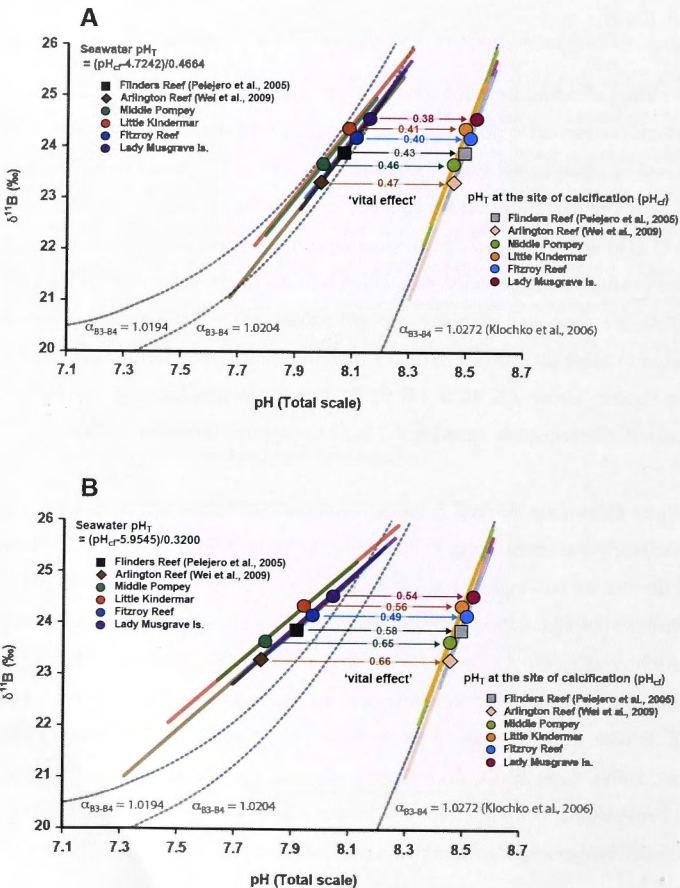 A
Seawater pHT
= (pHcf-4.7242)/0.4664
Flinders Reef (Pelejero et al., 2005)
Arlington Reef (Wei et al., 2009)
Middle Pompey
Little Kindermar
Fitzroy Reef
Lady Musgrave Is.
26
25
24
23
22
21
20
δ11B (‰)
0.38
0.41
0.40
0.43
0.46
0.47
'vital effect'
pHT at the site of calcification (pHcf)
Flinders Reef (Pelejero et al., 2005)
Arlington Reef (Wei et al., 2009)
Middle Pompey
Little Kindermar
Fitzroy Reef
Lady Musgrave Is.
αB3-B4 = 1.0194
αB3-B4 = 1.0204
αB3-B4 = 1.0272 (Klochko et al., 2006)
7.1 7.3 7.5 7.7 7.9 8.1 8.3 8.5 8.7
pH (Total scale)
B
Seawater pHT
= (pHcf-5.9545)/0.3200
Flinders Reef (Pelejero et al., 2005)
Arlington Reef (Wei et al., 2009)
Middle Pompey
Little Kindermar
Fitzroy Reef
Lady Musgrave Is.
26
25
24
23
22
21
20
δ11B (‰)
0.54
0.56
0.49
0.58
0.65
0.66
'vital effect'
pHT at the site of calcification (pHcf)
Flinders Reef (Pelejero et al., 2005)
Arlington Reef (Wei et al., 2009)
Middle Pompey
Little Kindermar
Fitzroy Reef
Lady Musgrave Is.
αB3-B4 = 1.0194
αB3-B4 = 1.0204
αB3-B4 = 1.0272 (Klochko et al., 2006)
7.1 7.3 7.5 7.7 7.9 8.1 8.3 8.5 8.7
pH (Total scale)